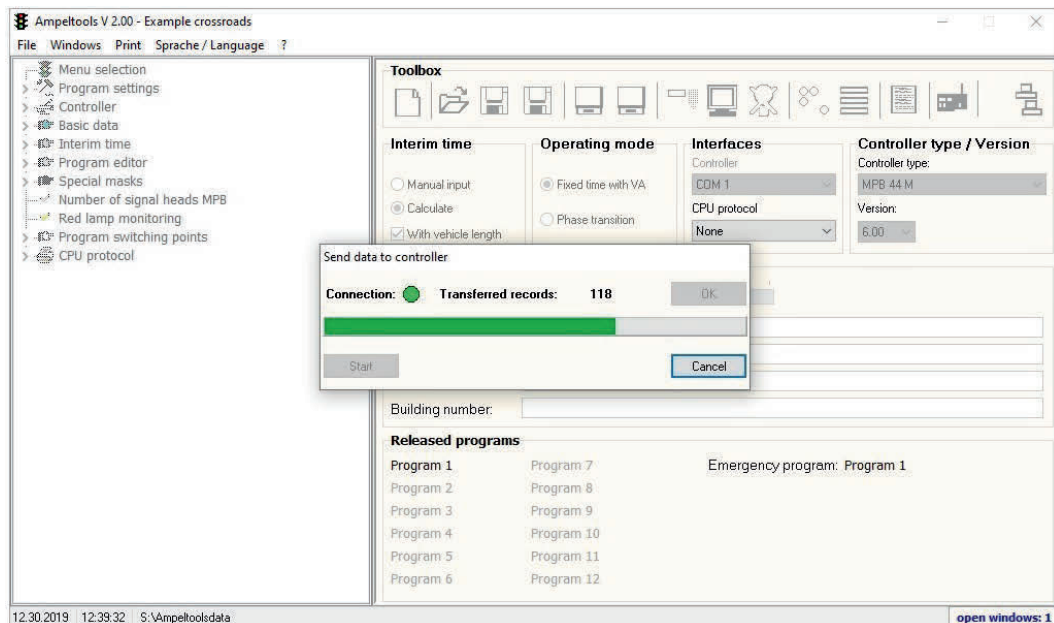 Ampeltools V 2.00 - Example crossroads
File Windows Print Sprache / Language ?
Menu selection
Program settings
Controller
Basic data
Interim time
Program editor
Special masks
Number of signal heads MPB
Red lamp monitoring
Program switching points
CPU protocol
Toolbox
Interim time
Manual input
Calculate
With vehicle length
Operating mode
Fixed time with VA
Phase transition
Interfaces
Controller
COM 1
CPU protocol
None
Controller type / Version
Controller type:
MPB 44 M
Version:
6.00
Send data to controller
Connection: Transferred records: 118 OK
Start Cancel
Building number:
Released programs
Program 1 Program 7 Emergency program: Program 1
Program 2 Program 8
Program 3 Program 9
Program 4 Program 10
Program 5 Program 11
Program 6 Program 12
12.30.2019 12:39:32 S:\Ampeltoolsdata open windows: 1